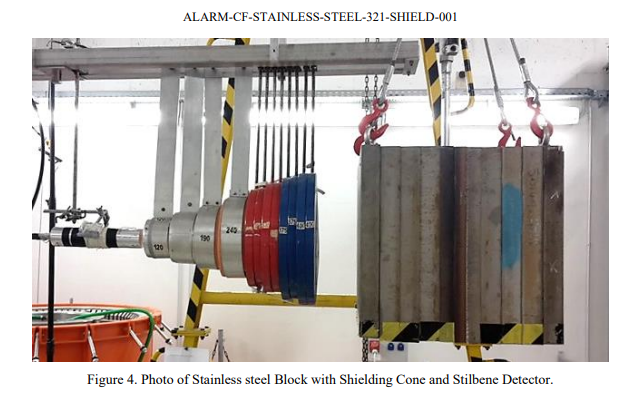 ALARM-CF-STAINLESS-STEEL-321-SHIELD-001
120
190
240
Figure 4. Photo of Stainless steel Block with Shielding Cone and Stilbene Detector.